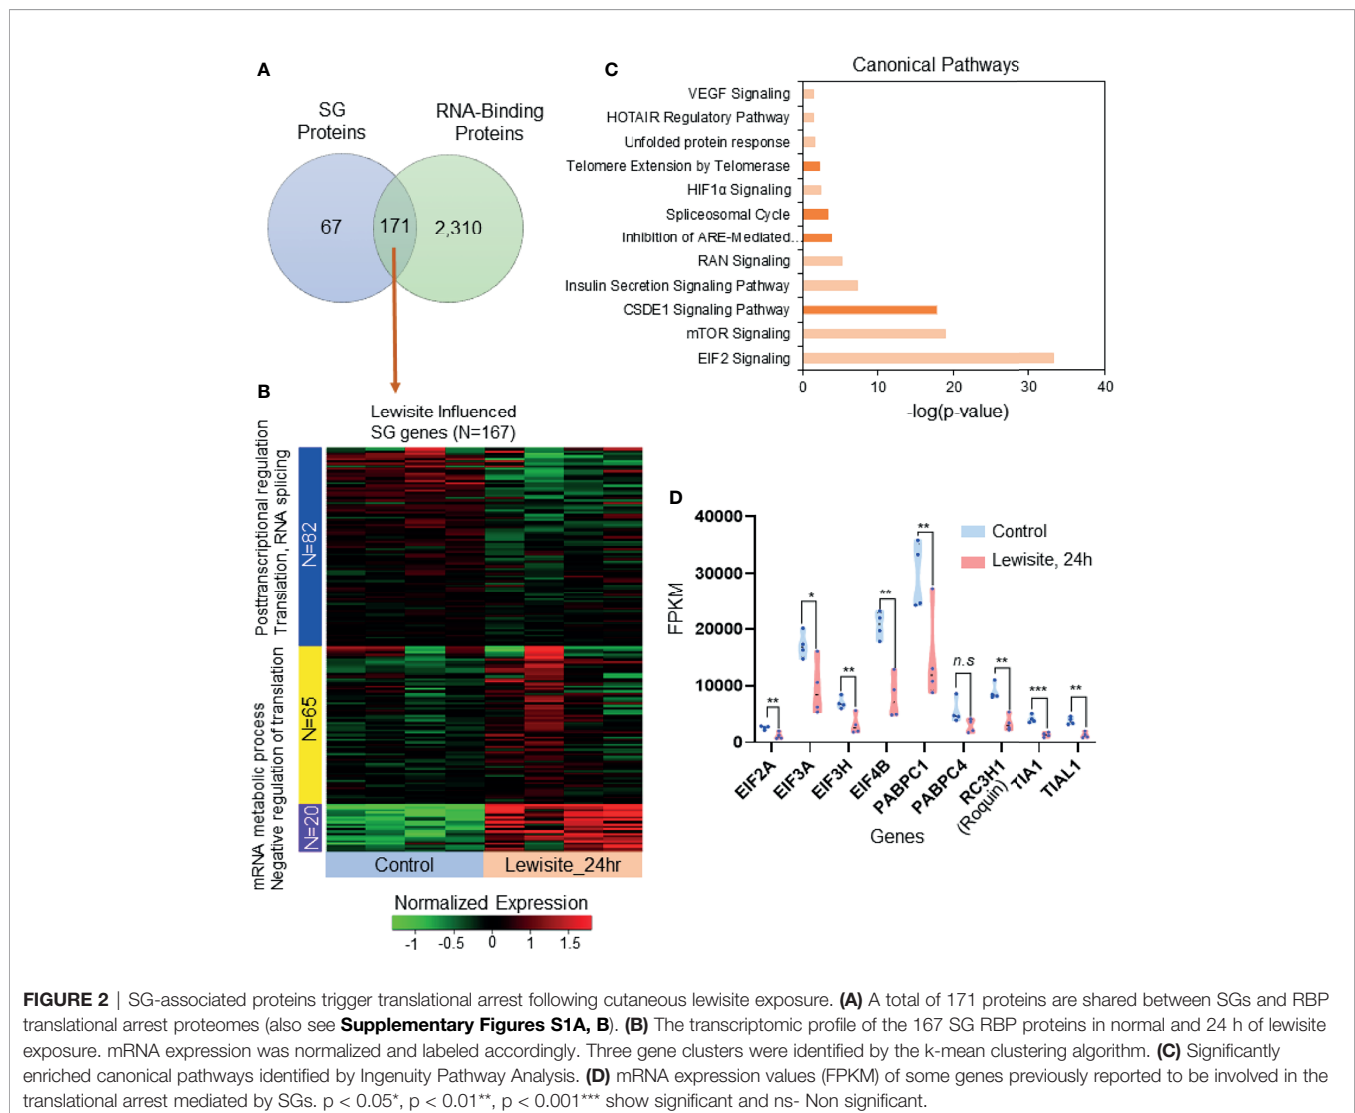 A
SG
Proteins
RNA-Binding
Proteins
67
171
2,310
B
Lewisite Influenced
SG genes (N=167)
Posttranscriptional regulation
Translation, RNA splicing
mRNA metabolic process
Negative regulation of translation
N=82
N=65
N=20
Control
Lewisite_24hr
Normalized Expression
-1 -0.5 0 1 1.5
C
Canonical Pathways
VEGF Signaling
HOTAIR Regulatory Pathway
Unfolded protein response
Telomere Extension by Telomerase
HIF1α Signaling
Spliceosomal Cycle
Inhibition of ARE-Mediated...
RAN Signaling
Insulin Secretion Signaling Pathway
CSDE1 Signaling Pathway
mTOR Signaling
EIF2 Signaling
0 10 20 30 40
-log(p-value)
D
Control
Lewisite, 24h
FPKM
40000
30000
20000
10000
0
** * ** ** ** n.s ** *** **
EIF2A
EIF3A
EIF3H
EIF4B
PABPC1
PABPC4
RC3H1
(Roquin)
TIA1
TIAL1
Genes
FIGURE 2 | SG-associated proteins trigger translational arrest following cutaneous lewisite exposure. (A) A total of 171 proteins are shared between SGs and RBP
translational arrest proteomes (also see Supplementary Figures S1A, B). (B) The transcriptomic profile of the 167 SG RBP proteins in normal and 24 h of lewisite
exposure. mRNA expression was normalized and labeled accordingly. Three gene clusters were identified by the k-mean clustering algorithm. (C) Significantly
enriched canonical pathways identified by Ingenuity Pathway Analysis. (D) mRNA expression values (FPKM) of some genes previously reported to be involved in the
translational arrest mediated by SGs. p < 0.05*, p < 0.01**, p < 0.001*** show significant and ns- Non significant.